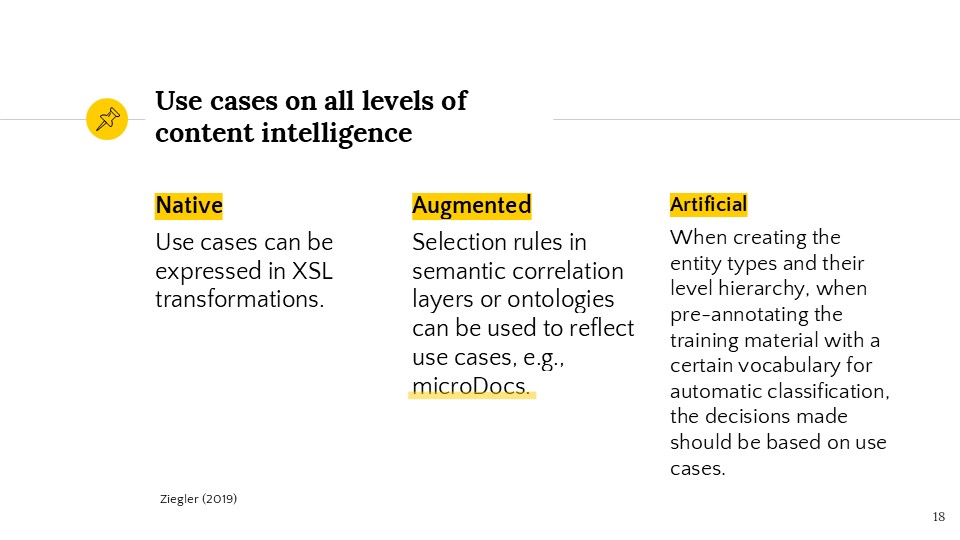 Use cases on all levels of
content intelligence
Native
Use cases can be
expressed in XSL
transformations.
Augmented
Selection rules in
semantic correlation
layers or ontologies
can be used to reflect
use cases, e.g.,
microDocs.
Artificial
When creating the
entity types and their
level hierarchy, when
pre-annotating the
training material with a
certain vocabulary for
automatic classification,
the decisions made
should be based on use
cases.
Ziegler (2019)
18